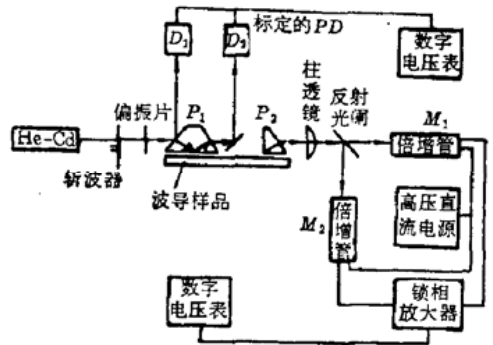 标定的PD
D₁
D₂
数字
电压表
偏振片
P₁
P₂
柱透镜
反射光阑
M₁
He-Cd
倍增管
斩波器
波导样品
M₂
倍增管
高压直
流电源
数字
电压表
锁相
放大器